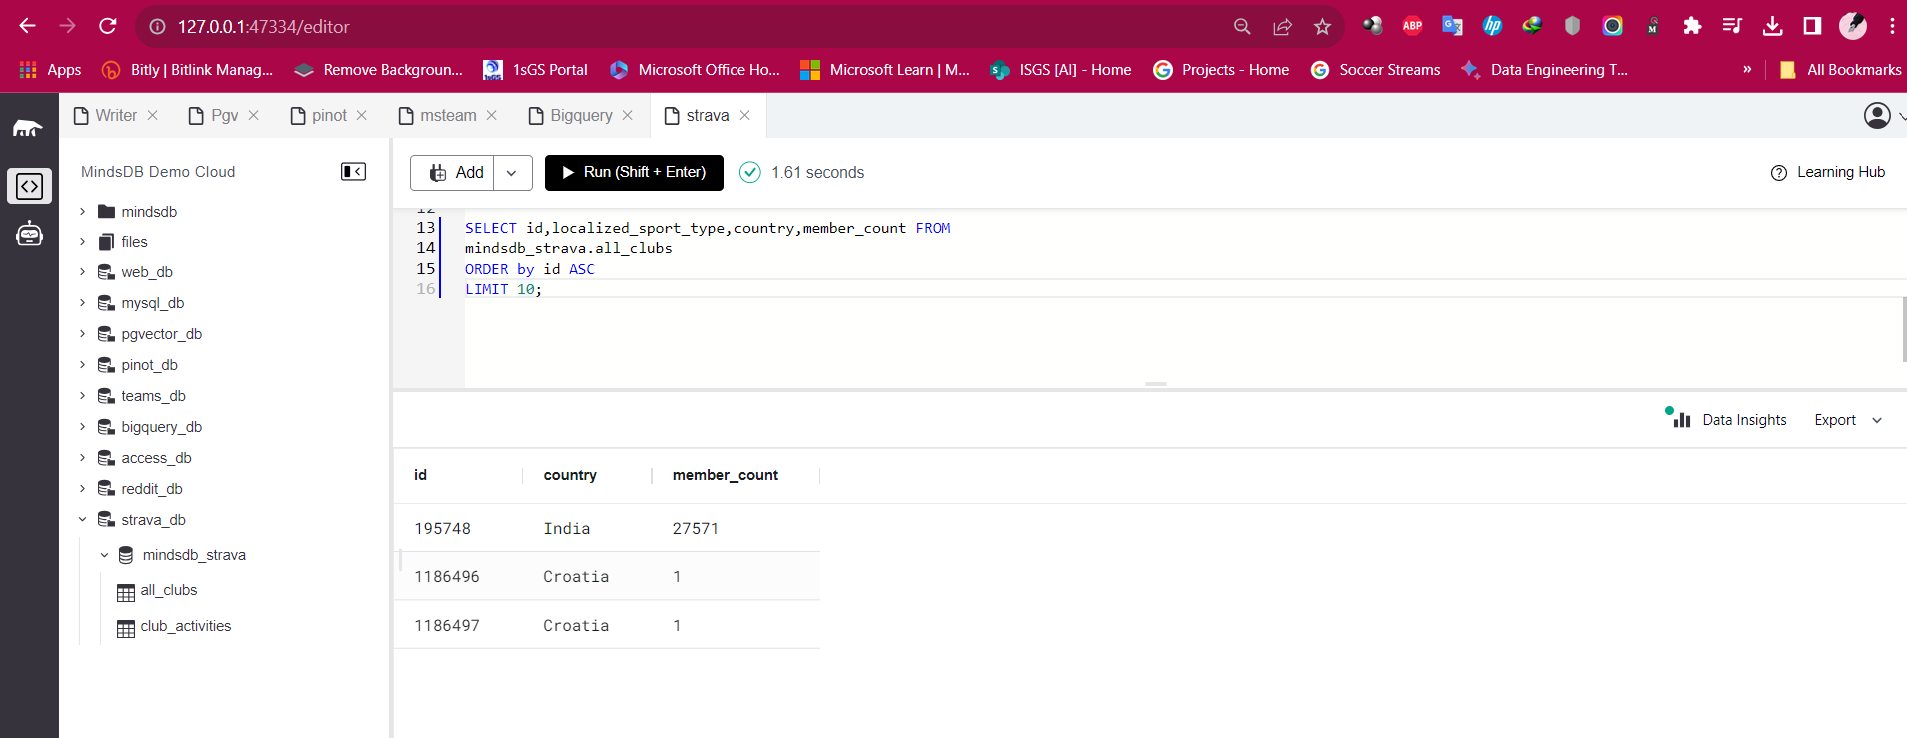 127.0.0.1:47334/editor
Apps Bitly | Bitlink Manag... Remove Backgroun... 1sGS Portal Microsoft Office Ho... Microsoft Learn | M... ISGS [AI] - Home Projects - Home Soccer Streams Data Engineering T... » All Bookmarks
Writer Pgv pinot msteam Bigquery strava
MindsDB Demo Cloud
mindsdb
files
web_db
mysql_db
pgvector_db
pinot_db
teams_db
bigquery_db
access_db
reddit_db
strava_db
mindsdb_strava
all_clubs
club_activities
Add Run (Shift + Enter) 1.61 seconds Learning Hub
12
13 SELECT id,localized_sport_type,country,member_count FROM
14 mindsdb_strava.all_clubs
15 ORDER by id ASC
16 LIMIT 10;
Data Insights Export
id country member_count
195748 India 27571
1186496 Croatia 1
1186497 Croatia 1